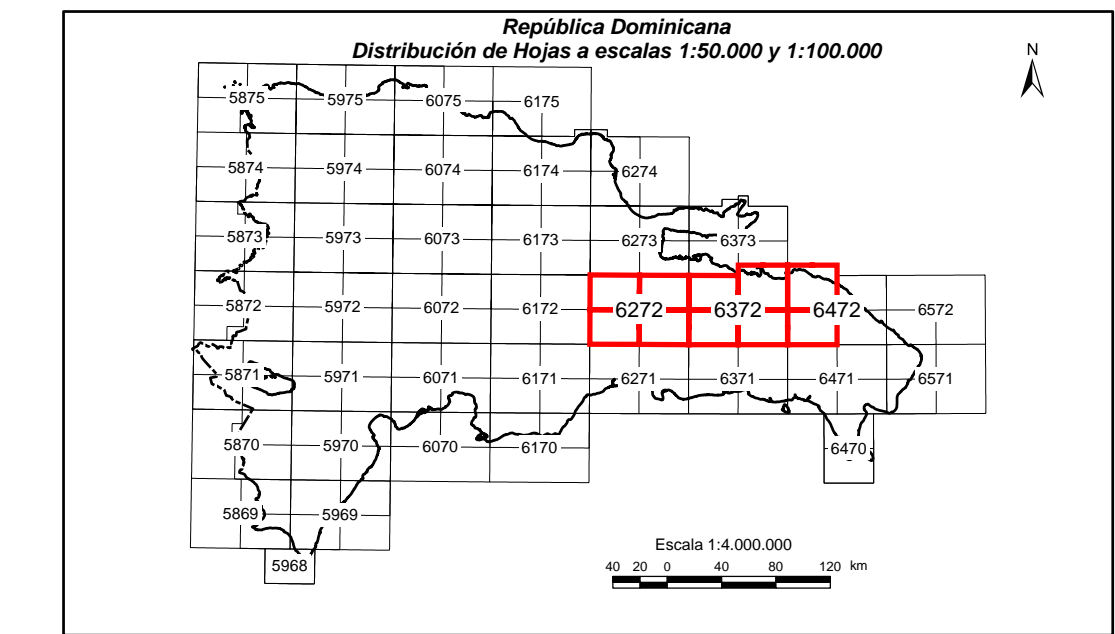 República Dominicana
Distribución de Hojas a escalas 1:50.000 y 1:100.000
N
5875 5975 6075 6175
5874 5974 6074 6174 6274
5873 5973 6073 6173 6273 6373
5872 5972 6072 6172 6272 6372 6472 6572
5871 5971 6071 6171 6271 6371 6471 6571
5870 5970 6070 6170 6470
5869 5969
5968
Escala 1:4.000.000
40 20 0 40 80 120 km